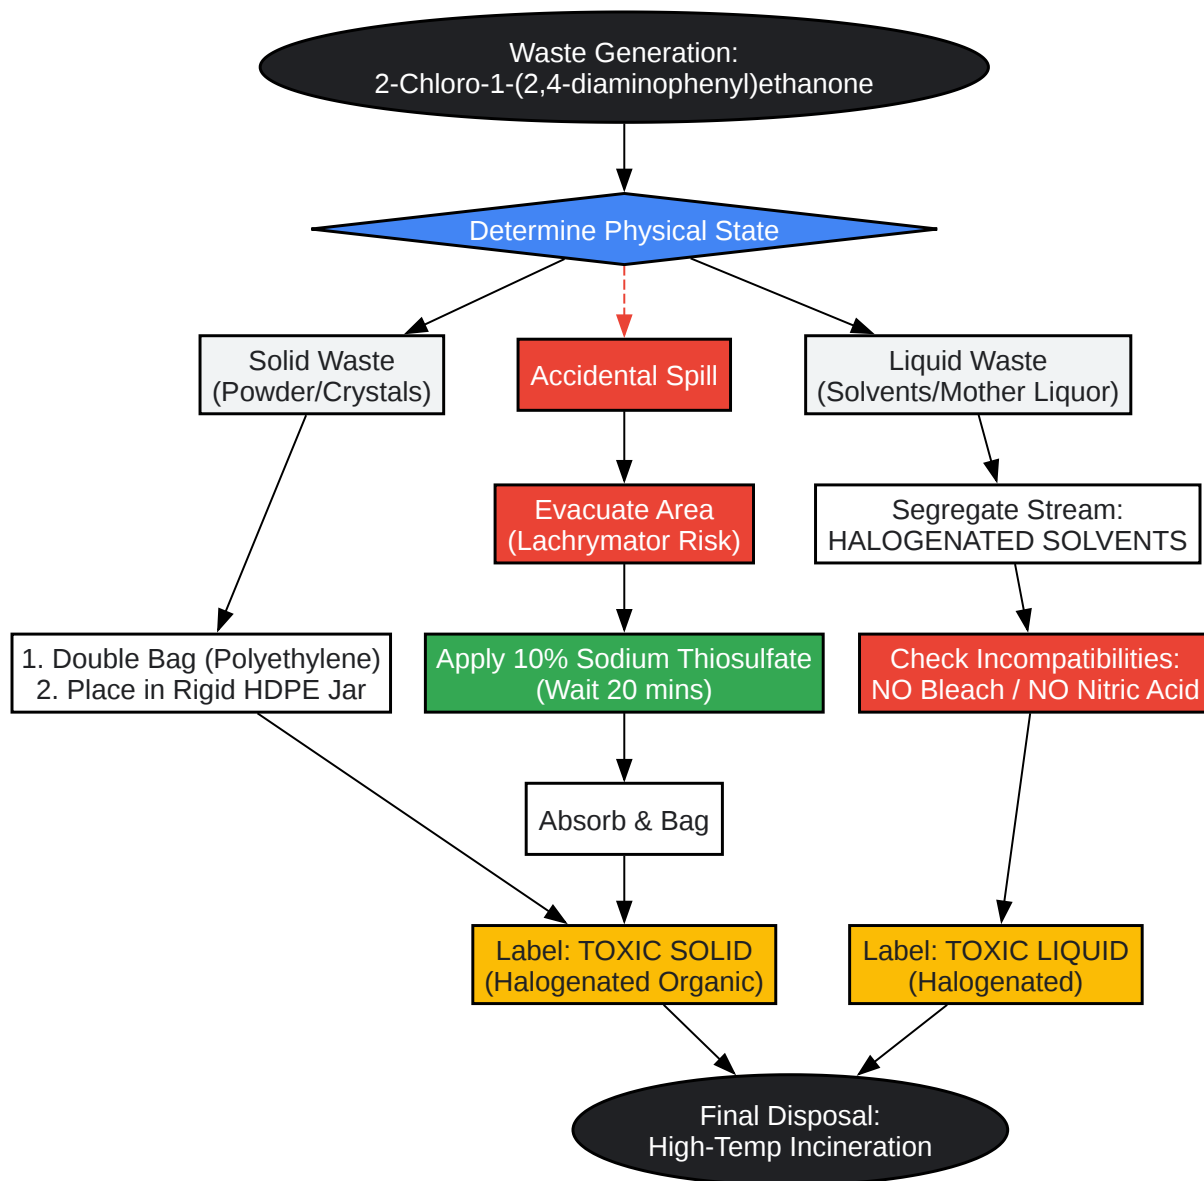 Waste Generation:
2-Chloro-1-(2,4-diaminophenyl)ethanone
Determine Physical State
Solid Waste
(Powder/Crystals)
Accidental Spill
Liquid Waste
(Solvents/Mother Liquor)
Evacuate Area
(Lachrymator Risk)
Segregate Stream:
HALOGENATED SOLVENTS
1. Double Bag (Polyethylene)
2. Place in Rigid HDPE Jar
Apply 10% Sodium Thiosulfate
(Wait 20 mins)
Check Incompatibilities:
NO Bleach / NO Nitric Acid
Absorb & Bag
Label: TOXIC SOLID
(Halogenated Organic)
Label: TOXIC LIQUID
(Halogenated)
Final Disposal:
High-Temp Incineration